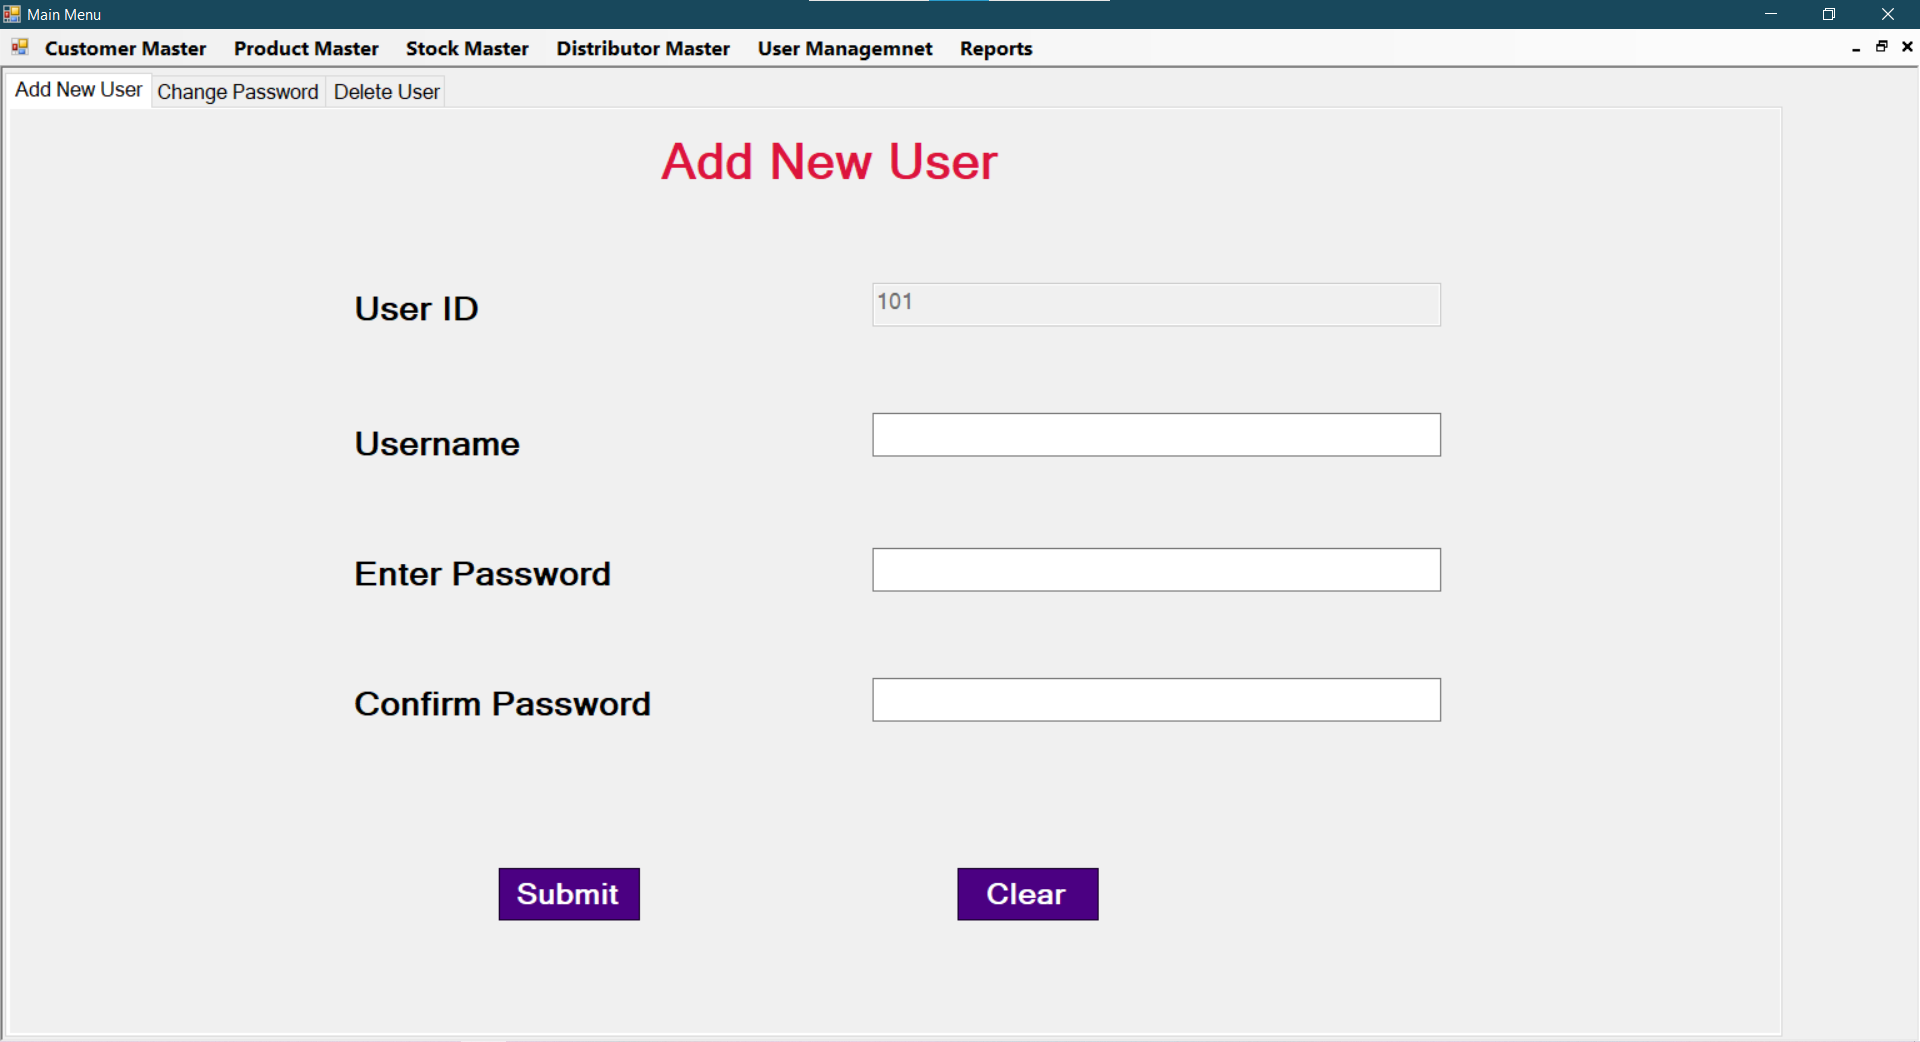 Main Menu
Customer Master Product Master Stock Master Distributor Master User Managemnet Reports
Add New User Change Password Delete User
Add New User
User ID 101
Username
Enter Password
Confirm Password
Submit Clear